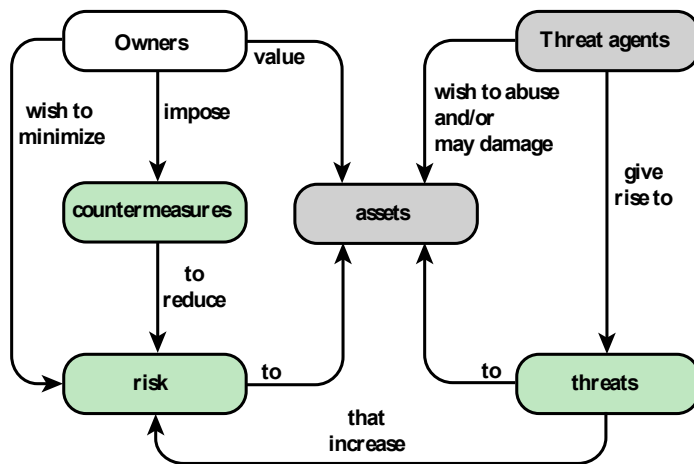 Owners
Threat agents
value
wish to
minimize
impose
wish to abuse
and/or
may damage
give
rise to
countermeasures
assets
to
reduce
risk
to
to
threats
that
increase